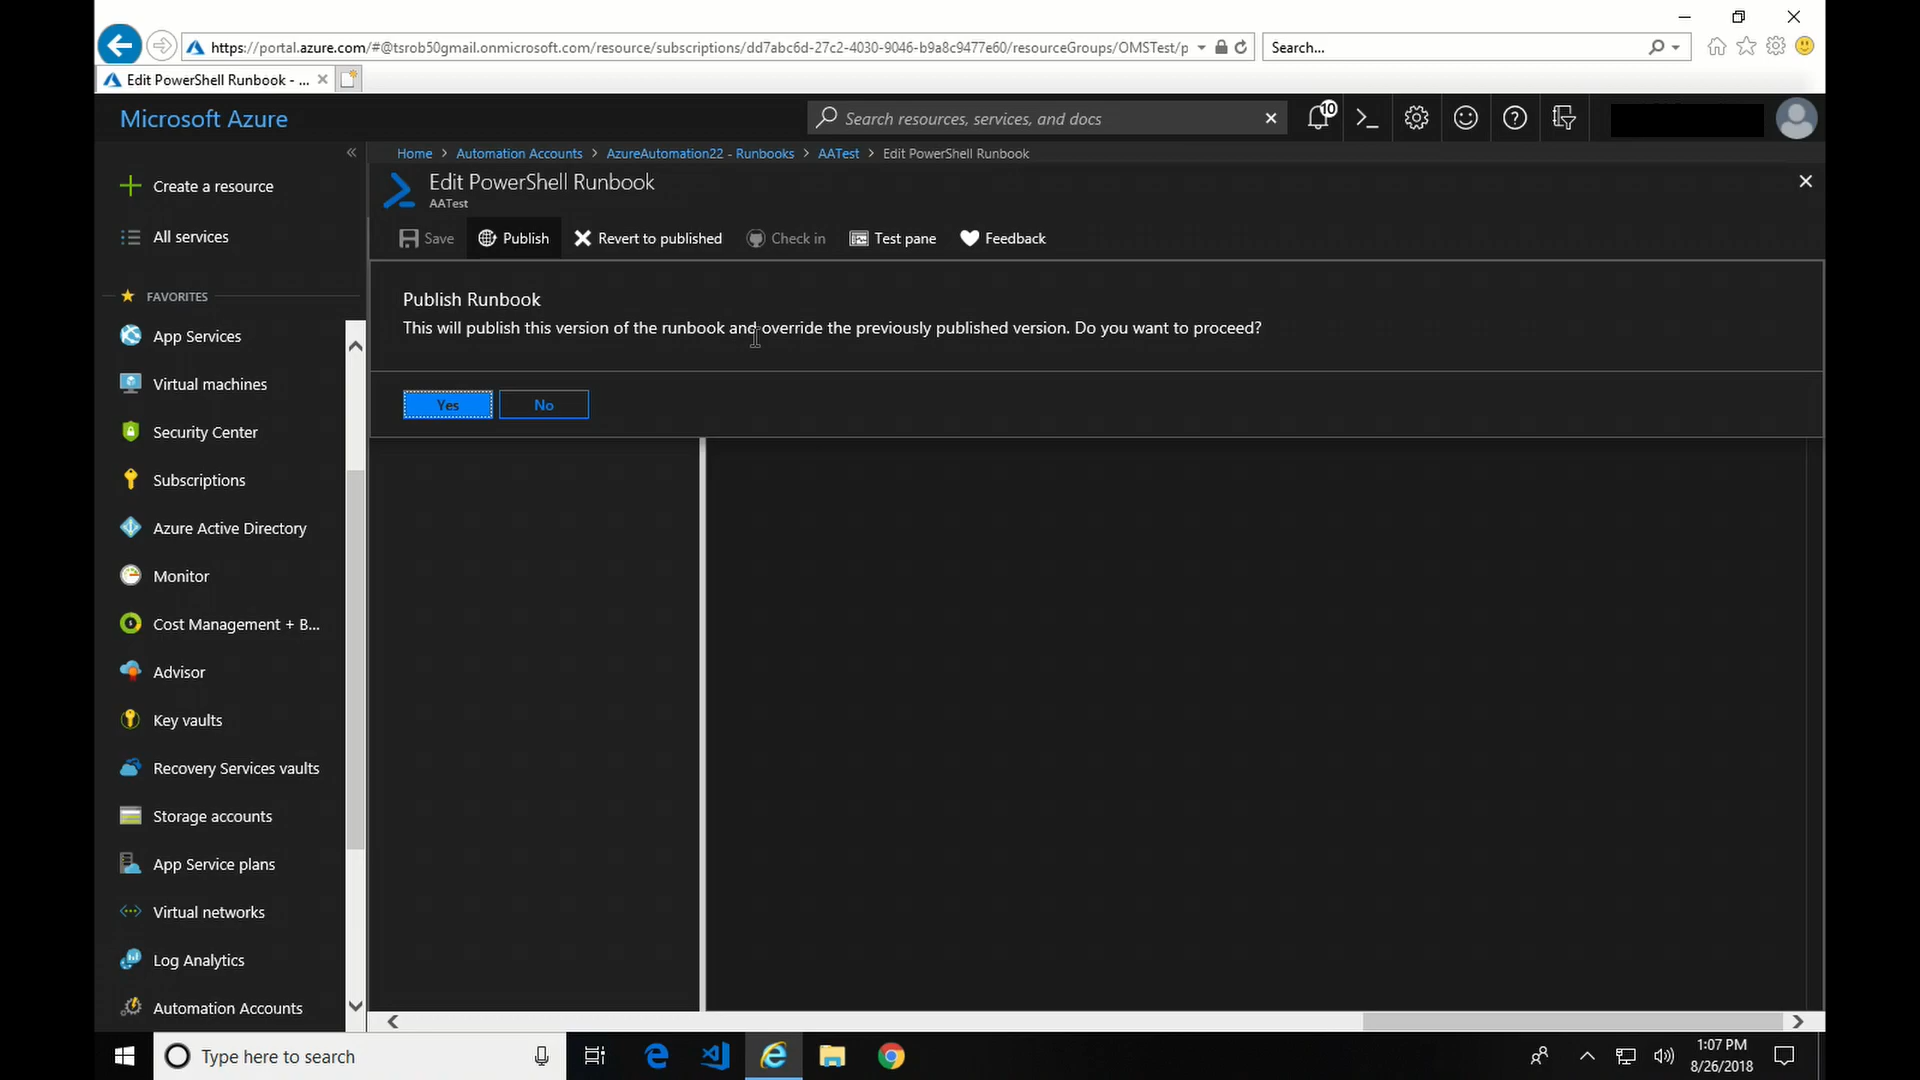 https://portal.azure.com/#@tsrob50gmail.onmicrosoft.com/resource/subscriptions/dd7abc6d-27c2-4030-9046-b9a8c9477e60/resourceGroups/OMSTest/p
Search...
Edit PowerShell Runbook - ...
Microsoft Azure
Search resources, services, and docs
10
Home > Automation Accounts > AzureAutomation22 - Runbooks > AATest > Edit PowerShell Runbook
Edit PowerShell Runbook
AATest
Save
Publish
Revert to published
Check in
Test pane
Feedback
Publish Runbook
This will publish this version of the runbook and override the previously published version. Do you want to proceed?
Yes
No
Create a resource
All services
FAVORITES
App Services
Virtual machines
Security Center
Subscriptions
Azure Active Directory
Monitor
Cost Management + B...
Advisor
Key vaults
Recovery Services vaults
Storage accounts
App Service plans
Virtual networks
Log Analytics
Automation Accounts
Type here to search
1:07 PM
8/26/2018